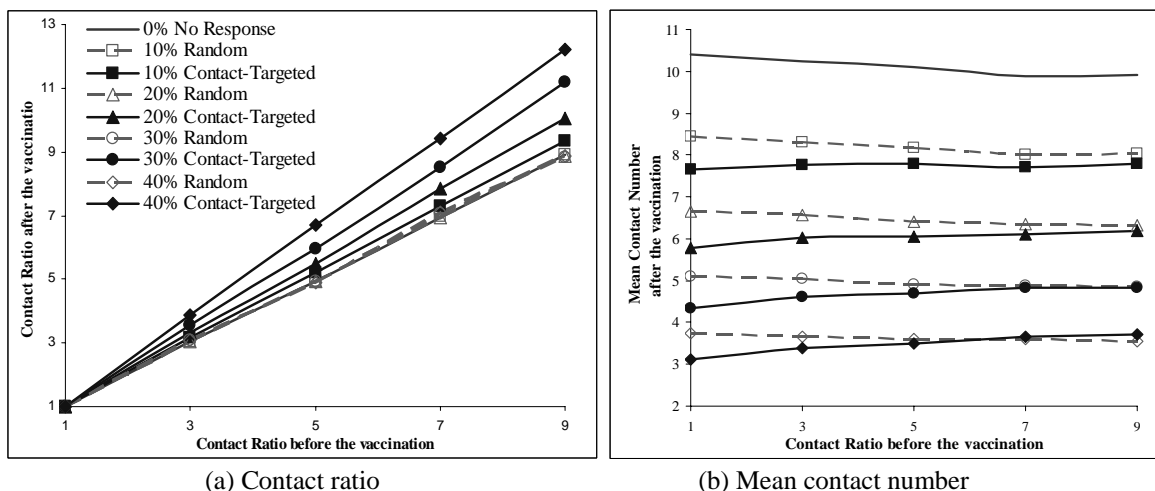 13
11
9
7
5
3
1
Contact Ratio after the vaccinatio
0% No Response
10% Random
10% Contact-Targeted
20% Random
20% Contact-Targeted
30% Random
30% Contact-Targeted
40% Random
40% Contact-Targeted
1 3 5 7 9
Contact Ratio before the vaccination
(a) Contact ratio
11
10
9
8
7
6
5
4
3
2
Mean Contact Number
after the vaccination
1 3 5 7 9
Contact Ratio before the vaccination
(b) Mean contact number